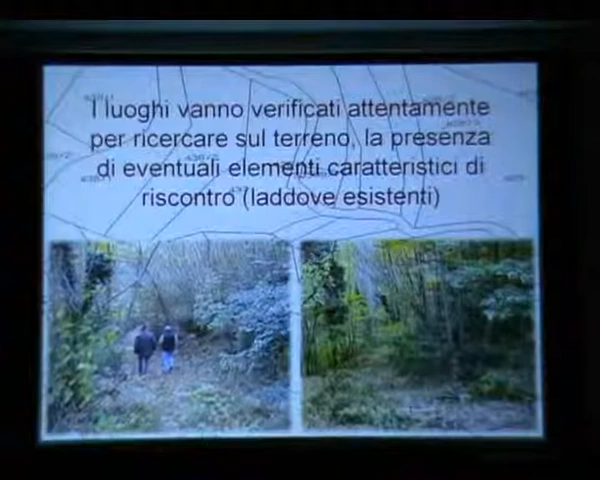 I luoghi vanno verificati attentamente
per ricercare sul terreno, la presenza
di eventuali elementi caratteristici di
riscontro (laddove esistenti)